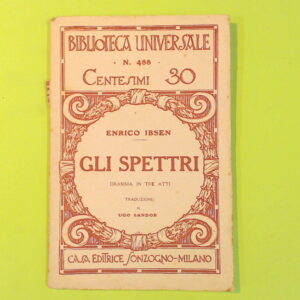 BIBLIOTECA UNIVERSALE
N. 488
CENTESIMI 30
ENRICO IBSEN
GLI SPETTRI
DRAMMA IN TRE ATTI
TRADUZIONE
DI
UGO SANDOR
CASA EDITRICE SONZOGNO-MILANO